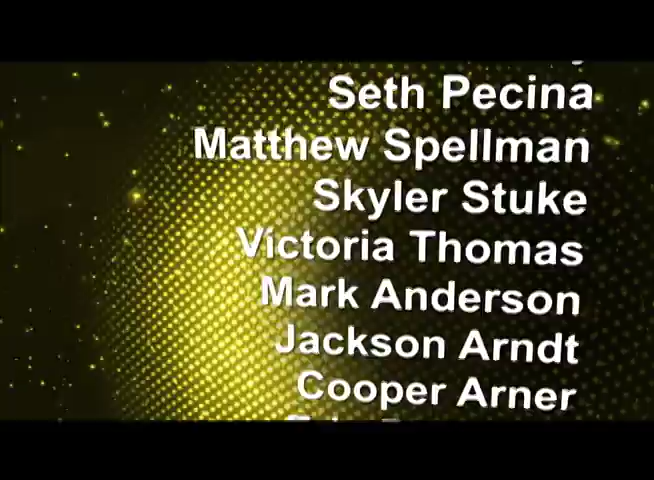 Seth Pecina
Matthew Spellman
Skyler Stuke
Victoria Thomas
Mark Anderson
Jackson Arndt
Cooper Arner